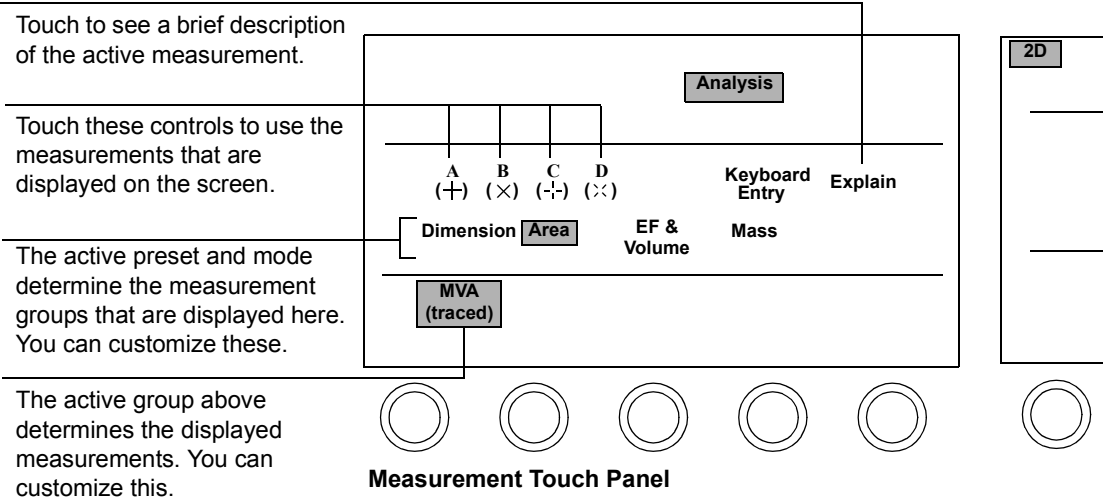 Touch to see a brief description
of the active measurement.
Touch these controls to use the
measurements that are
displayed on the screen.
The active preset and mode
determine the measurement
groups that are displayed here.
You can customize these.
The active group above
determines the displayed
measurements. You can
customize this.
Analysis
2D
A B C D
(+) (×) (-¦-) (⁙)
Keyboard
Entry
Explain
Dimension Area
EF &
Volume
Mass
MVA
(traced)
Measurement Touch Panel